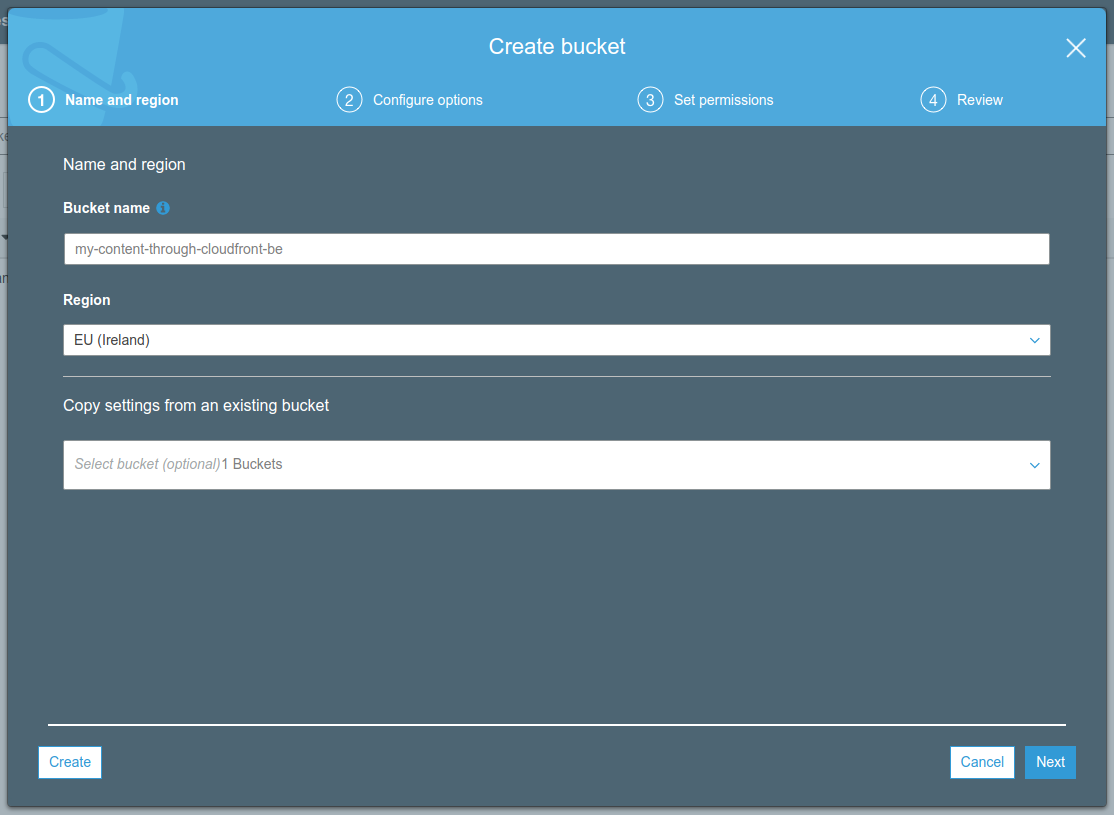 Create bucket
1 Name and region 2 Configure options 3 Set permissions 4 Review
Name and region
Bucket name
my-content-through-cloudfront-be
Region
EU (Ireland)
Copy settings from an existing bucket
Select bucket (optional)1 Buckets
Create Cancel Next